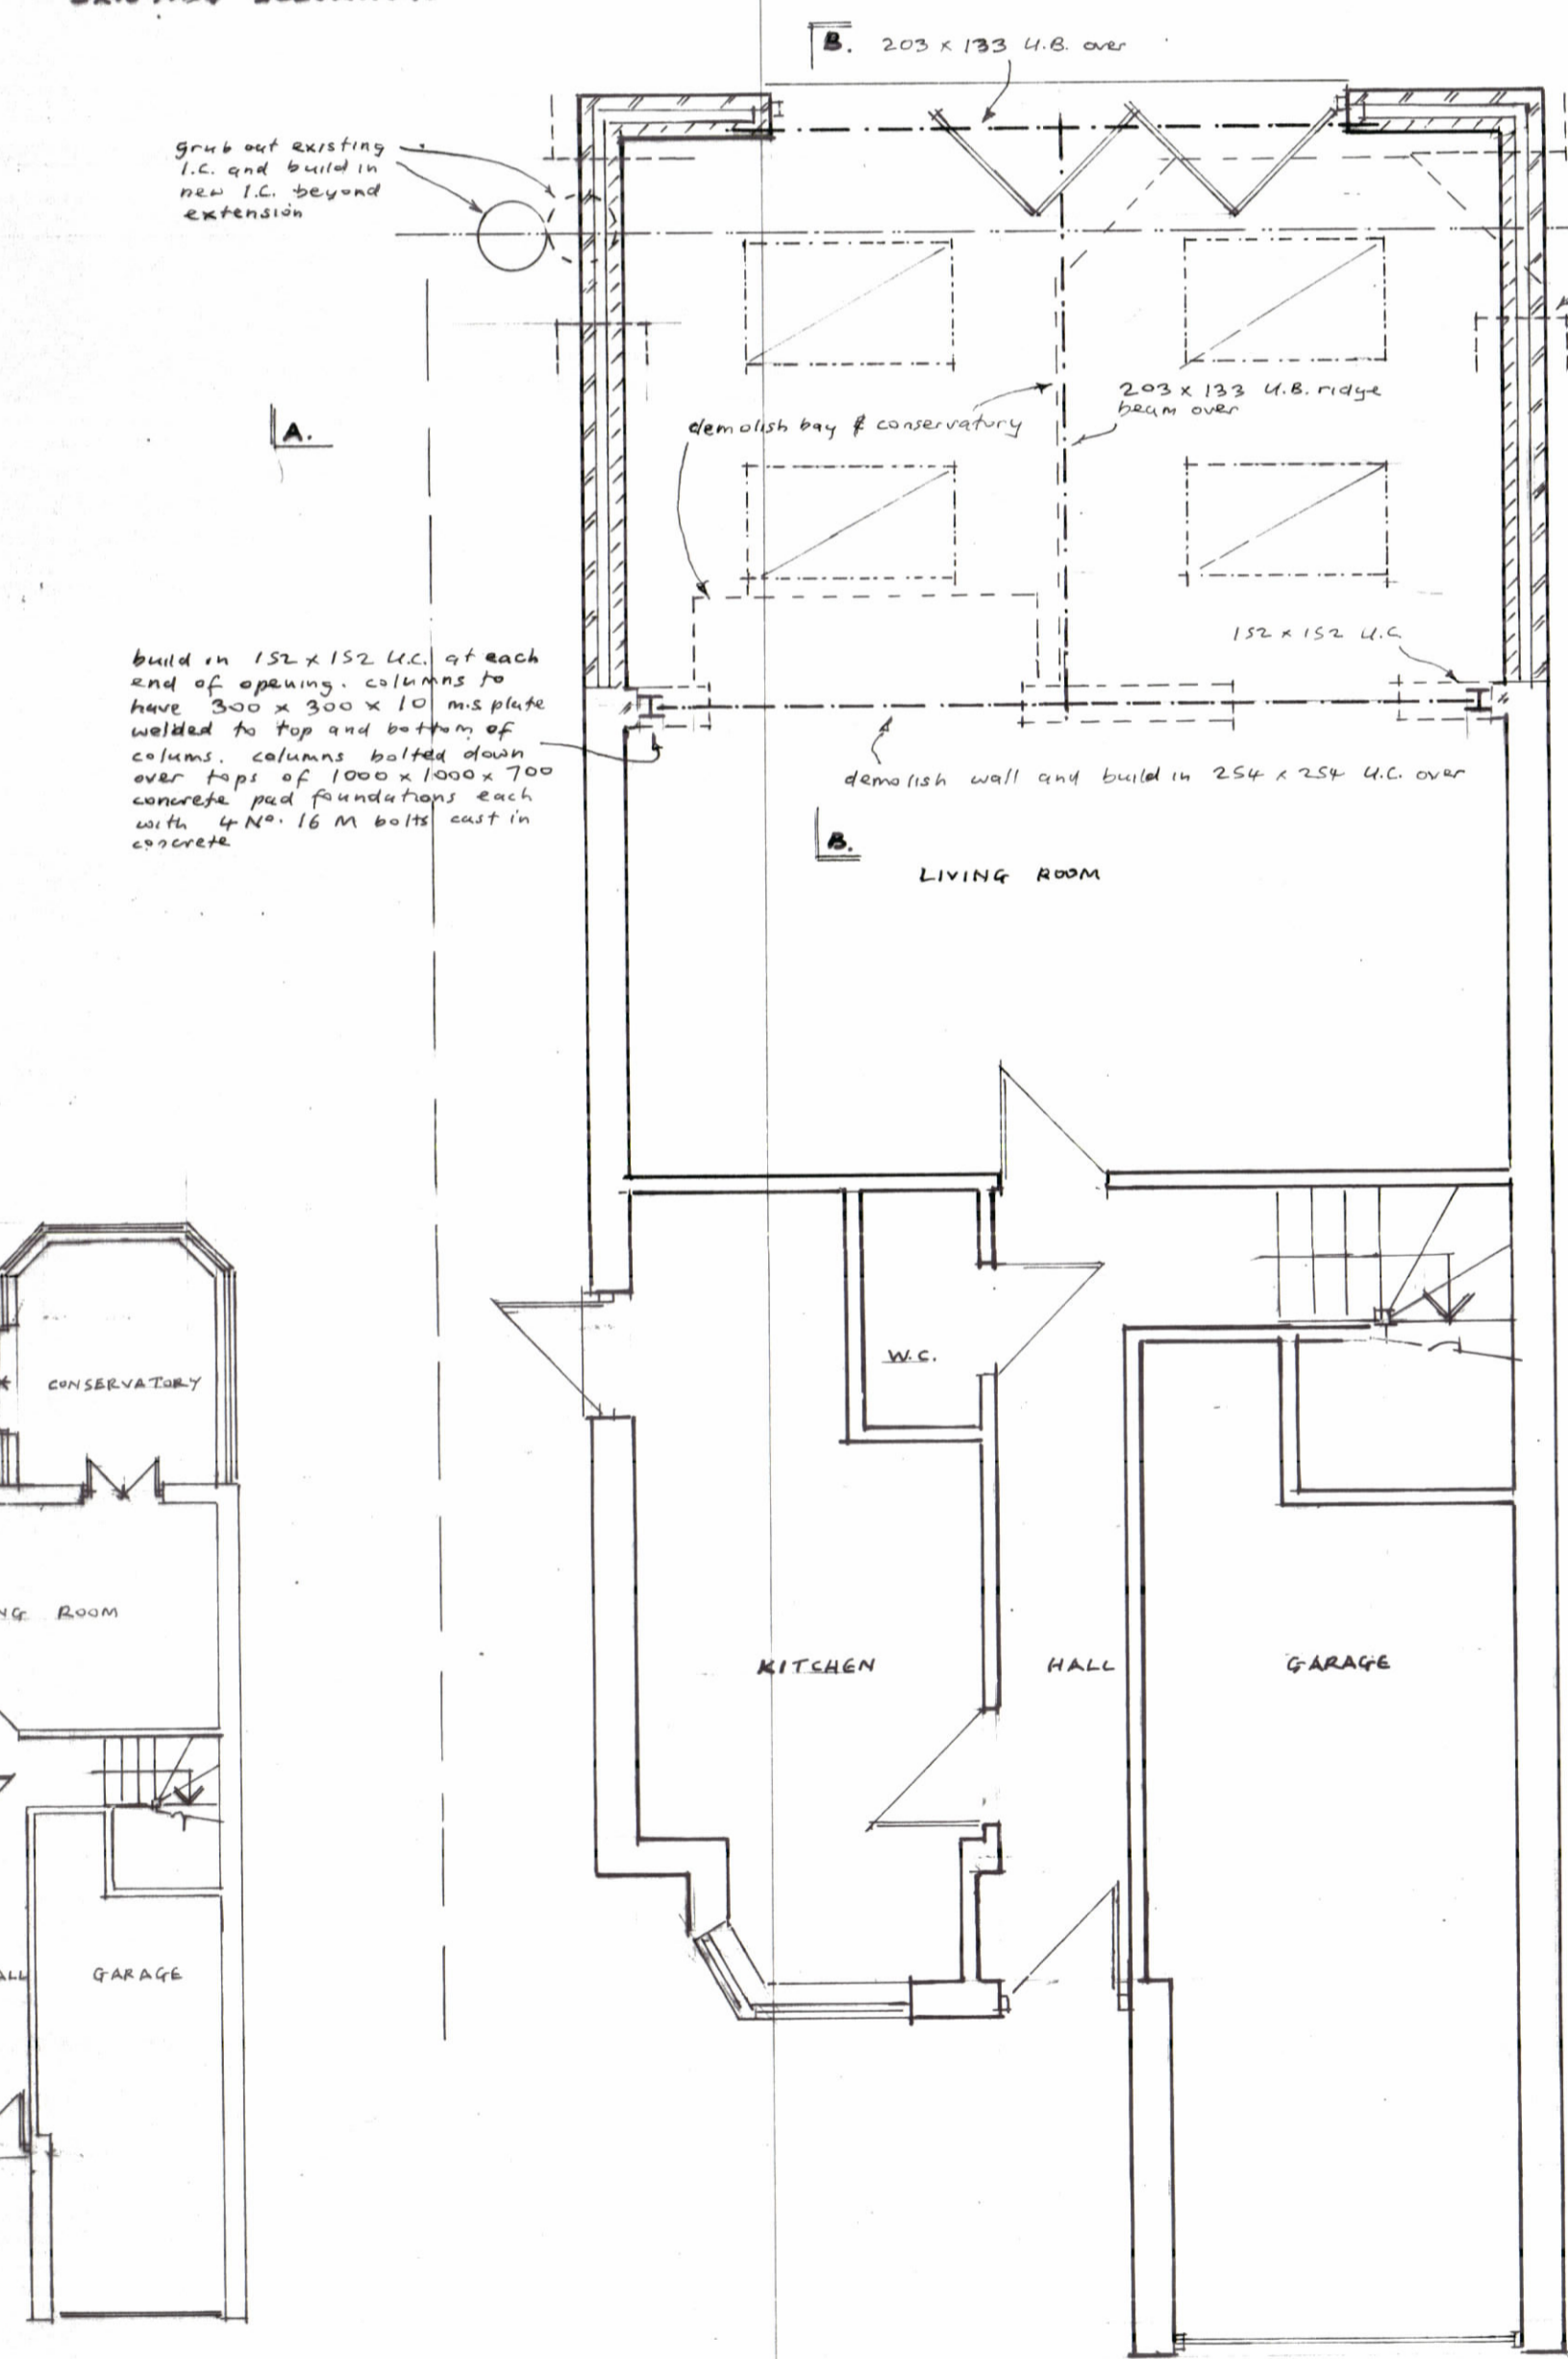 B. 203 x 133 U.B. over
grub out existing
I.C. and build in
new I.C. beyond
extension
A.
203 x 133 U.B. ridge
beam over
demolish bay & conservatory
152 x 152 U.C.
build in 152 x 152 U.C. at each
end of opening. columns to
have 300 x 300 x 10 m.s plate
welded to top and bottom of
colums. columns bolted down
over tops of 1000 x 1000 x 700
concrete pad foundations each
with 4 No. 16 M bolts cast in
concrete
demolish wall and build in 254 x 254 U.C. over
B.
LIVING ROOM
W.C.
CONSERVATORY
NG ROOM
KITCHEN
HALL
GARAGE
ALL
GARAGE